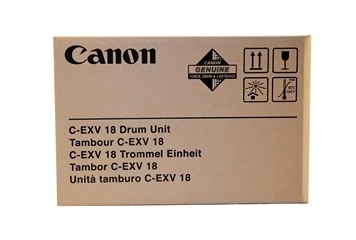 Canon
CANON
GENUINE
TONER, DRUM & CARTRIDGE
C-EXV 18 Drum Unit
Tambour C-EXV 18
C-EXV 18 Trommel Einheit
Tambor C-EXV 18
Unità tamburo C-EXV 18